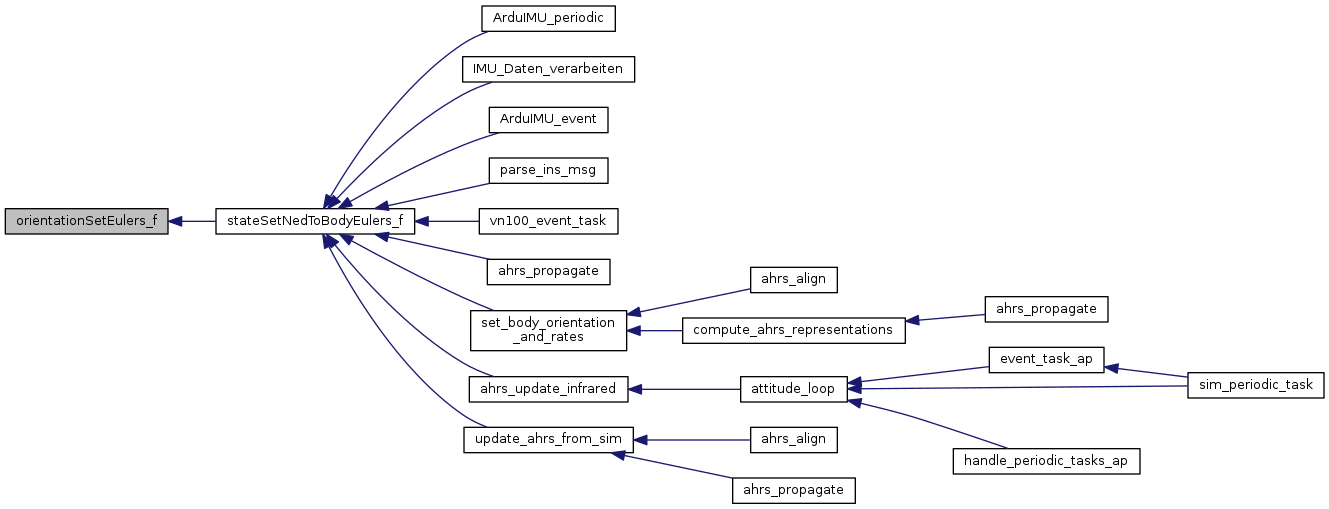 ArduIMU_periodic
IMU_Daten_verarbeiten
ArduIMU_event
parse_ins_msg
orientationSetEulers_f
stateSetNedToBodyEulers_f
vn100_event_task
ahrs_propagate
ahrs_align
set_body_orientation
_and_rates
compute_ahrs_representations
ahrs_propagate
event_task_ap
ahrs_update_infrared
attitude_loop
sim_periodic_task
update_ahrs_from_sim
ahrs_align
handle_periodic_tasks_ap
ahrs_propagate